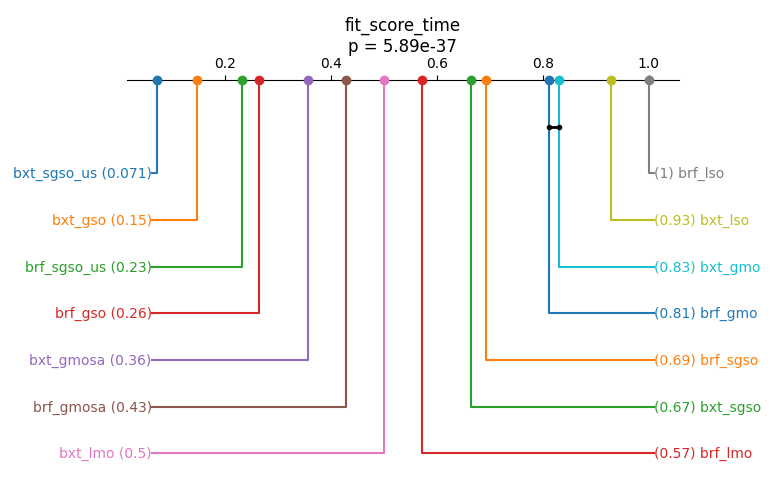 fit_score_time
p = 5.89e-37
0.2 0.4 0.6 0.8 1.0
bxt_sgso_us (0.071) (1) brf_lso
bxt_gso (0.15) (0.93) bxt_lso
brf_sgso_us (0.23) (0.83) bxt_gmo
brf_gso (0.26) (0.81) brf_gmo
bxt_gmosa (0.36) (0.69) brf_sgso
brf_gmosa (0.43) (0.67) bxt_sgso
bxt_lmo (0.5) (0.57) brf_lmo